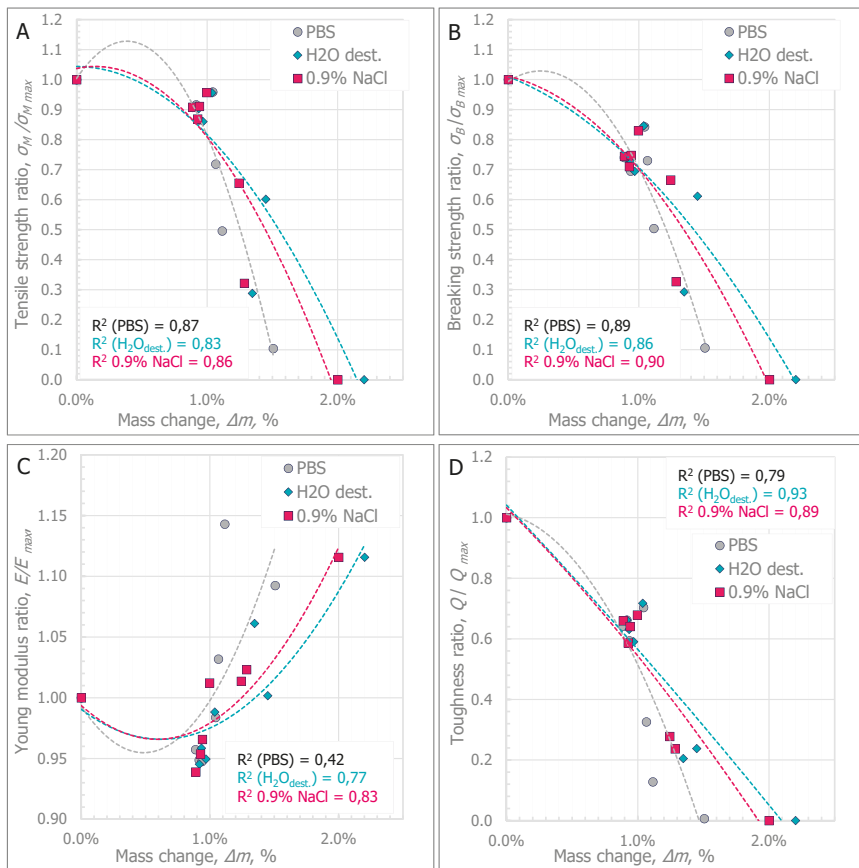 A
PBS
H2O dest.
0.9% NaCl
Tensile strength ratio, σM/σM max
1.2
1.1
1.0
0.9
0.8
0.7
0.6
0.5
0.4
0.3
0.2
0.1
0.0
R² (PBS) = 0,87
R² (H₂Odest.) = 0,83
R² 0.9% NaCl = 0,86
0.0% 1.0% 2.0%
Mass change, Δm, %
B
PBS
H2O dest.
0.9% NaCl
Breaking strength ratio, σB/σB max
1.2
1.1
1.0
0.9
0.8
0.7
0.6
0.5
0.4
0.3
0.2
0.1
0.0
R² (PBS) = 0,89
R² (H₂Odest.) = 0,86
R² 0.9% NaCl = 0,90
0.0% 1.0% 2.0%
Mass change, Δm, %
C
PBS
H2O dest.
0.9% NaCl
Young modulus ratio, E/E max
1.20
1.15
1.10
1.05
1.00
0.95
0.90
R² (PBS) = 0,42
R² (H₂Odest.) = 0,77
R² 0.9% NaCl = 0,83
0.0% 1.0% 2.0%
Mass change, Δm, %
D
R² (PBS) = 0,79
R² (H₂Odest.) = 0,93
R² 0.9% NaCl = 0,89
PBS
H2O dest.
0.9% NaCl
Toughness ratio, Q/ Q max
1.2
1.0
0.8
0.6
0.4
0.2
0.0
0.0% 1.0% 2.0%
Mass change, Δm, %